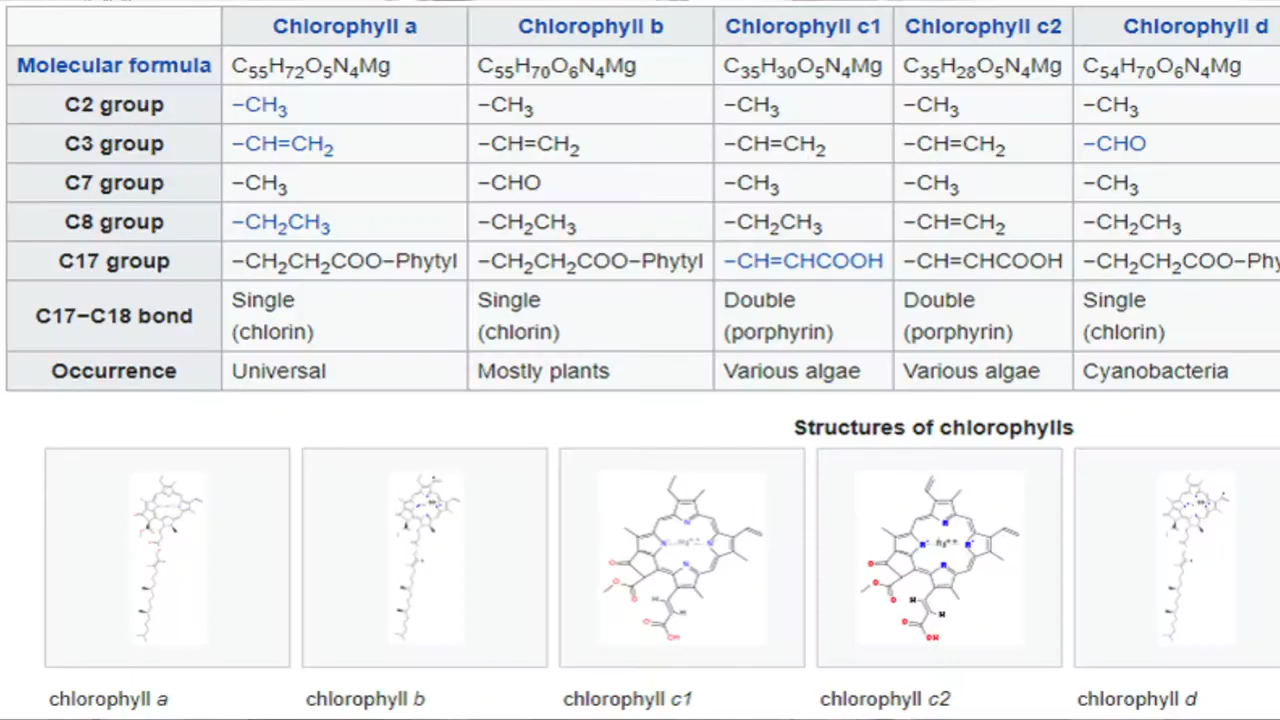 Chlorophyll a Chlorophyll b Chlorophyll c1 Chlorophyll c2 Chlorophyll d
Molecular formula C₅₅H₇₂O₅N₄Mg C₅₅H₇₀O₆N₄Mg C₃₅H₃₀O₅N₄Mg C₃₅H₂₈O₅N₄Mg C₅₄H₇₀O₆N₄Mg
C2 group −CH₃ −CH₃ −CH₃ −CH₃ −CH₃
C3 group −CH=CH₂ −CH=CH₂ −CH=CH₂ −CH=CH₂ −CHO
C7 group −CH₃ −CHO −CH₃ −CH₃ −CH₃
C8 group −CH₂CH₃ −CH₂CH₃ −CH₂CH₃ −CH=CH₂ −CH₂CH₃
C17 group −CH₂CH₂COO−Phytyl −CH₂CH₂COO−Phytyl −CH=CHCOOH −CH=CHCOOH −CH₂CH₂COO−Phy
C17−C18 bond Single (chlorin) Single (chlorin) Double (porphyrin) Double (porphyrin) Single (chlorin)
Occurrence Universal Mostly plants Various algae Various algae Cyanobacteria
Structures of chlorophylls
chlorophyll a chlorophyll b chlorophyll c1 chlorophyll c2 chlorophyll d